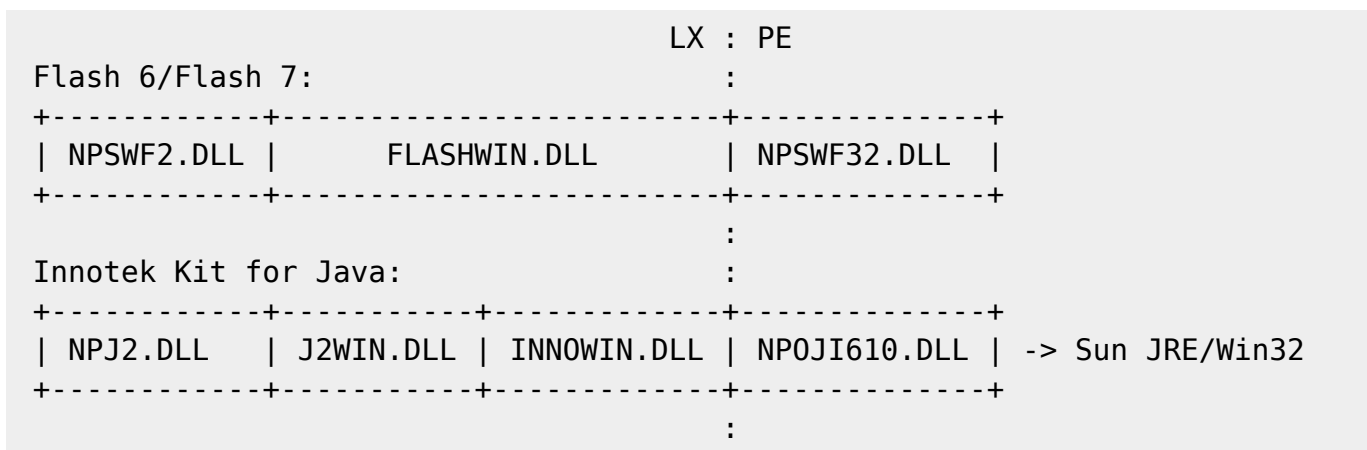 LX : PE
Flash 6/Flash 7:                         :
+------------+-------------------------+--------------+
| NPSWF2.DLL |      FLASHWIN.DLL       | NPSWF32.DLL  |
+------------+-------------------------+--------------+
                                         :
Innotek Kit for Java:                    :
+------------+-----------+-------------+--------------+
| NPJ2.DLL   | J2WIN.DLL | INNOWIN.DLL | NPOJI610.DLL | -> Sun JRE/Win32
+------------+-----------+-------------+--------------+
                                         :